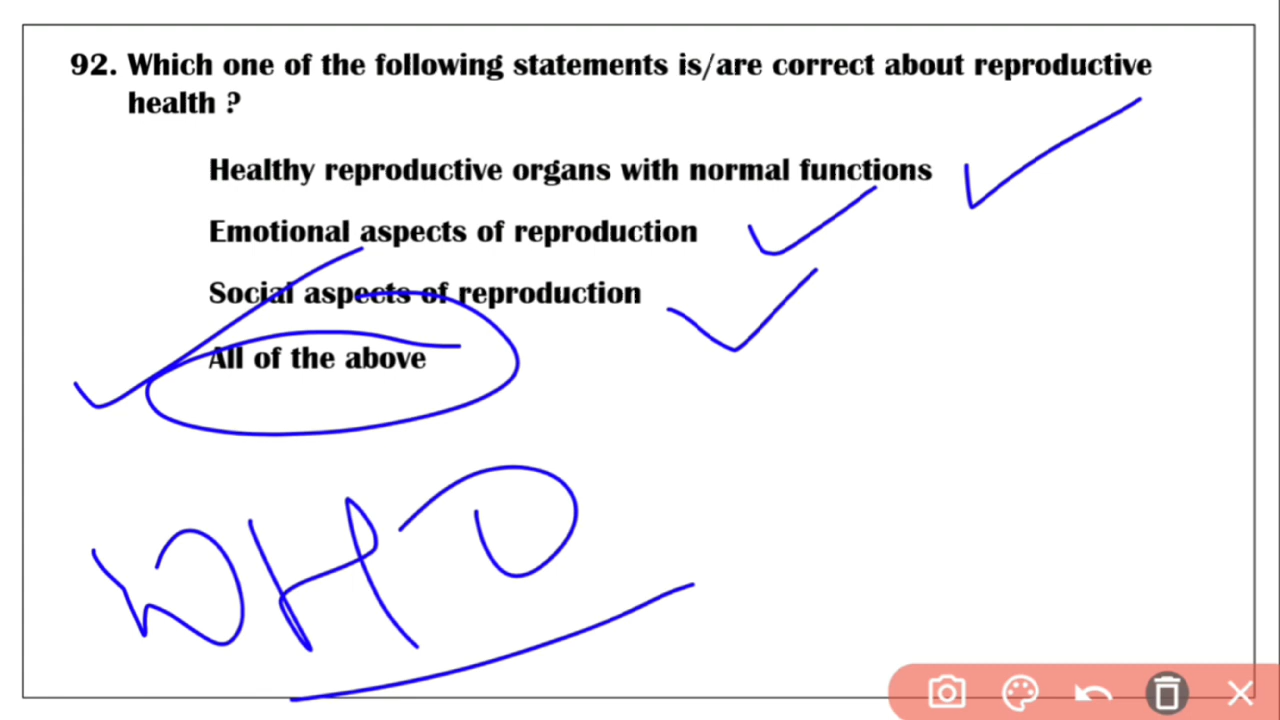 92. Which one of the following statements is/are correct about reproductive
health ?
Healthy reproductive organs with normal functions
Emotional aspects of reproduction
Social aspects of reproduction
All of the above
WHO